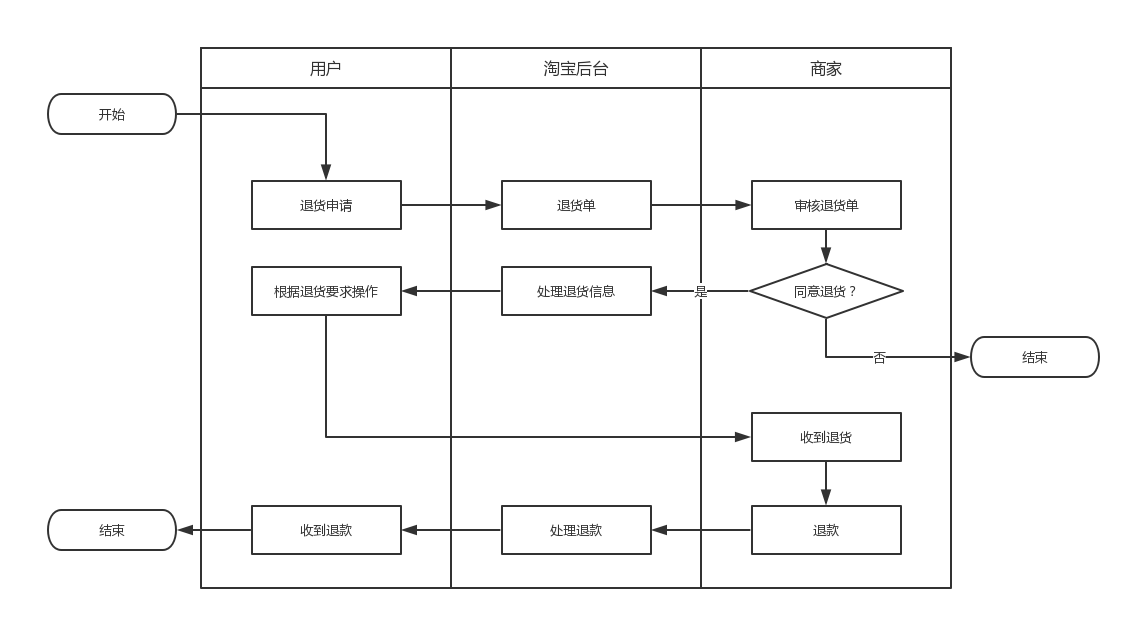 用户
淘宝后台
商家
开始
退货申请
退货单
审核退货单
根据退货要求操作
处理退货信息
是
同意退货？
否
结束
收到退货
结束
收到退款
处理退款
退款